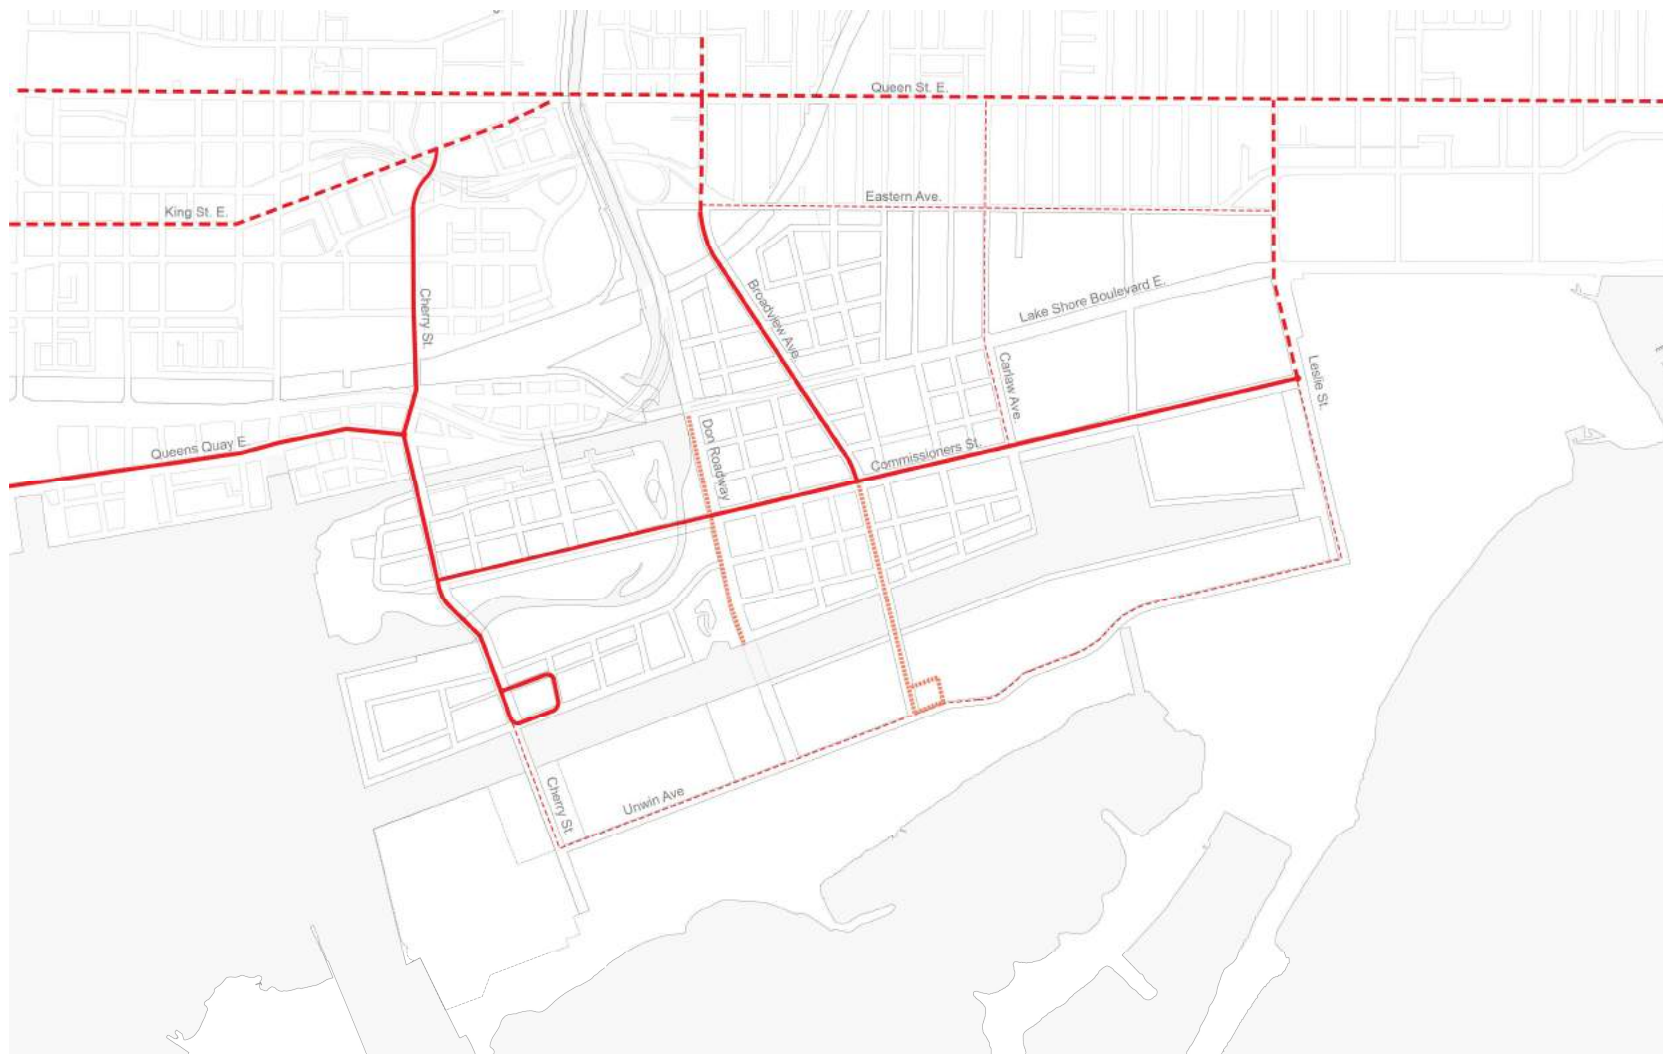 Queen St. E.
Eastern Ave.
King St. E.
Lake Shore Boulevard E.
Broadview Ave.
Cherry St.
Carlaw Ave.
Leslie St.
Queens Quay E.
Don Roadway
Commissioners St.
Cherry St.
Unwin Ave